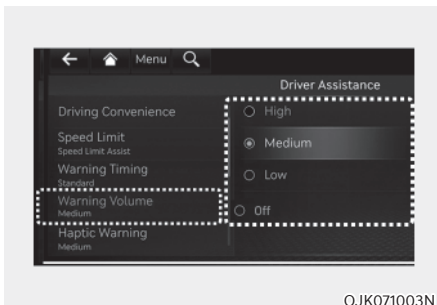 Menu
Driver Assistance
Driving Convenience
Speed Limit
Speed Limit Assist
Warning Timing
Standard
Warning Volume
Medium
Haptic Warning
Medium
High
Medium
Low
Off
OJK071003N